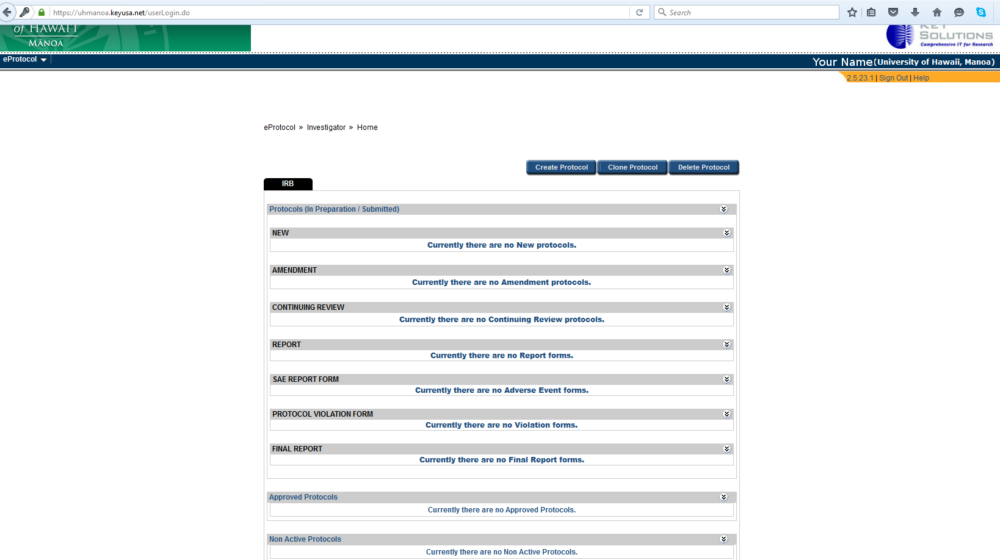 https://uhmanoa.keyusa.net/userLogin.do
Search
of HAWAI'I
MĀNOA
KEY
SOLUTIONS
Comprehensive IT for Research
eProtocol
Your Name(University of Hawaii, Manoa)
2.5.23.1 | Sign Out | Help
eProtocol » Investigator » Home
Create Protocol Clone Protocol Delete Protocol
IRB
Protocols (In Preparation / Submitted)
NEW
Currently there are no New protocols.
AMENDMENT
Currently there are no Amendment protocols.
CONTINUING REVIEW
Currently there are no Continuing Review protocols.
REPORT
Currently there are no Report forms.
SAE REPORT FORM
Currently there are no Adverse Event forms.
PROTOCOL VIOLATION FORM
Currently there are no Violation forms.
FINAL REPORT
Currently there are no Final Report forms.
Approved Protocols
Currently there are no Approved Protocols.
Non Active Protocols
Currently there are no Non Active Protocols.